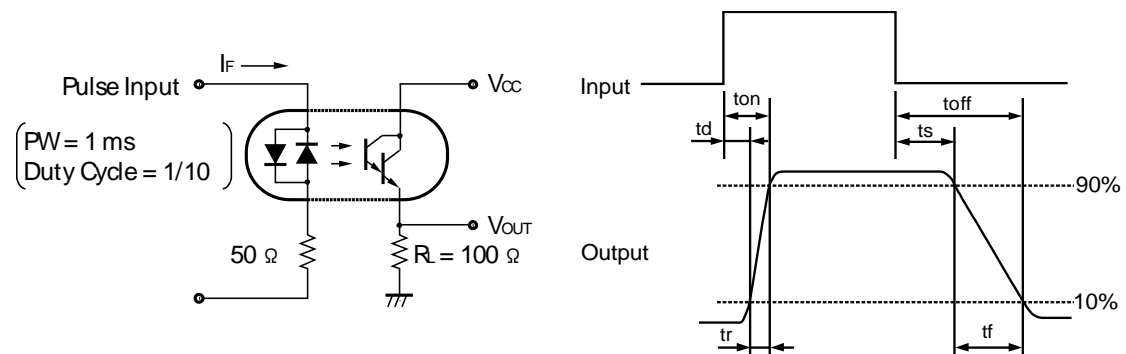 IF
Pulse Input
VCC
PW = 1 ms
Duty Cycle = 1/10
VOUT
50 Ω
RL = 100 Ω
Input
ton
toff
td
ts
90%
Output
10%
tr
tf